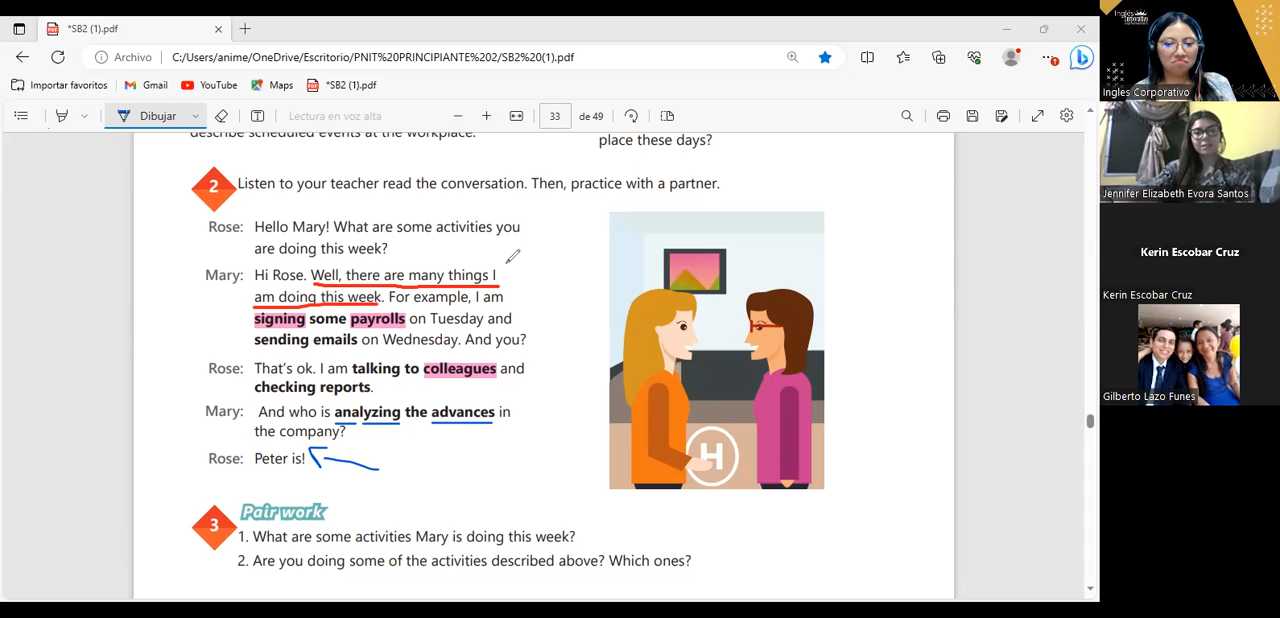 *SB2 (1).pdf
Archivo
C:/Users/anime/OneDrive/Escritorio/PNIT%20PRINCIPIANTE%202/SB2%20(1).pdf
Importar favoritos
Gmail
YouTube
Maps
*SB2 (1).pdf
Dibujar
Lectura en voz alta
33
de 49
describe scheduled events at the workplace.
place these days?
2
Listen to your teacher read the conversation. Then, practice with a partner.
Rose: Hello Mary! What are some activities you
are doing this week?
Mary: Hi Rose. Well, there are many things I
am doing this week. For example, I am
signing some payrolls on Tuesday and
sending emails on Wednesday. And you?
Rose: That's ok. I am talking to colleagues and
checking reports.
Mary: And who is analyzing the advances in
the company?
Rose: Peter is!
H
3
Pair work
1. What are some activities Mary is doing this week?
2. Are you doing some of the activities described above? Which ones?
Inglés
Corporativo
Ingles Corporativo
Jennifer Elizabeth Evora Santos
Kerin Escobar Cruz
Kerin Escobar Cruz
Gilberto Lazo Funes